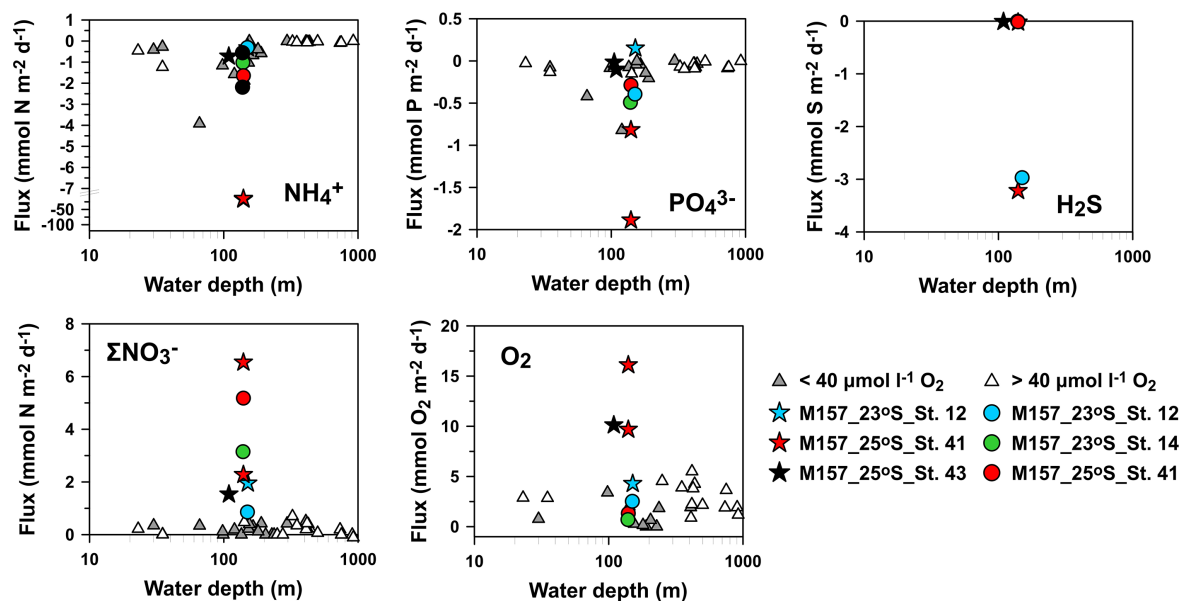 1
0
-1
-2
-3
-4
-5
-6
-7
-50
-100
10
100
1000
Flux (mmol N m⁻² d⁻¹)
NH₄⁺
Water depth (m)
0.5
0
-0.5
-1
-1.5
-2
10
100
1000
Flux (mmol P m⁻² d⁻¹)
PO₄³⁻
Water depth (m)
0
-1
-2
-3
-4
10
100
1000
Flux (mmol S m⁻² d⁻¹)
H₂S
Water depth (m)
8
6
4
2
0
10
100
1000
Flux (mmol N m⁻² d⁻¹)
ΣNO₃⁻
Water depth (m)
20
15
10
5
0
10
100
1000
Flux (mmol O₂ m⁻² d⁻¹)
O₂
Water depth (m)
< 40 µmol l⁻¹ O₂
> 40 µmol l⁻¹ O₂
M157_23ºS_St. 12
M157_23ºS_St. 12
M157_25ºS_St. 41
M157_23ºS_St. 14
M157_25ºS_St. 43
M157_25ºS_St. 41